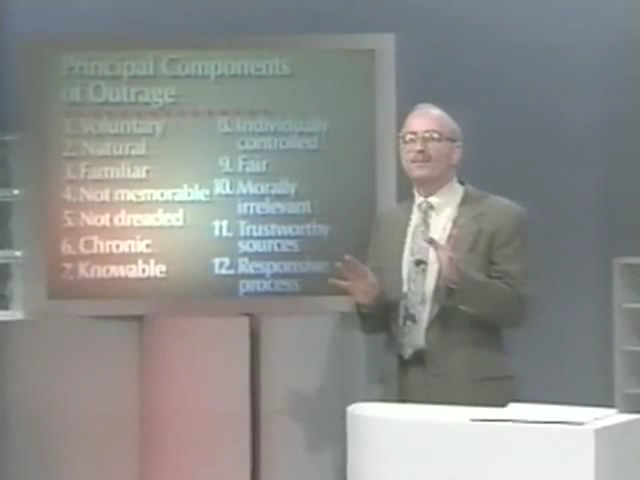 Principal Components
of Outrage
1. Voluntary
2. Natural
3. Familiar
4. Not memorable
5. Not dreaded
6. Chronic
7. Knowable
8. Individually
controlled
9. Fair
10. Morally
irrelevant
11. Trustworthy
sources
12. Responsive
process